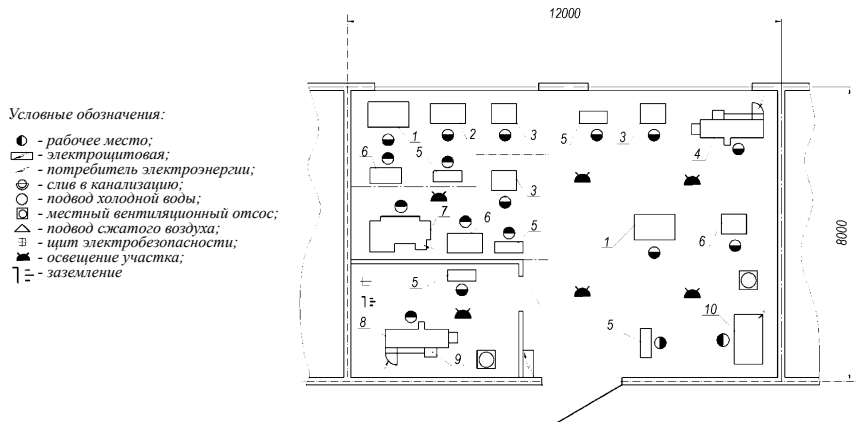 12000
Условные обозначения:
- рабочее место;
- электрощитовая;
- потребитель электроэнергии;
- слив в канализацию;
- подвод холодной воды;
- местный вентиляционный отсос;
- подвод сжатого воздуха;
- щит электробезопасности;
- освещение участка;
- заземление
1 2 3 5 3 4
6 5
3
7 6 5
1 6
8000
5
8 9
5 10